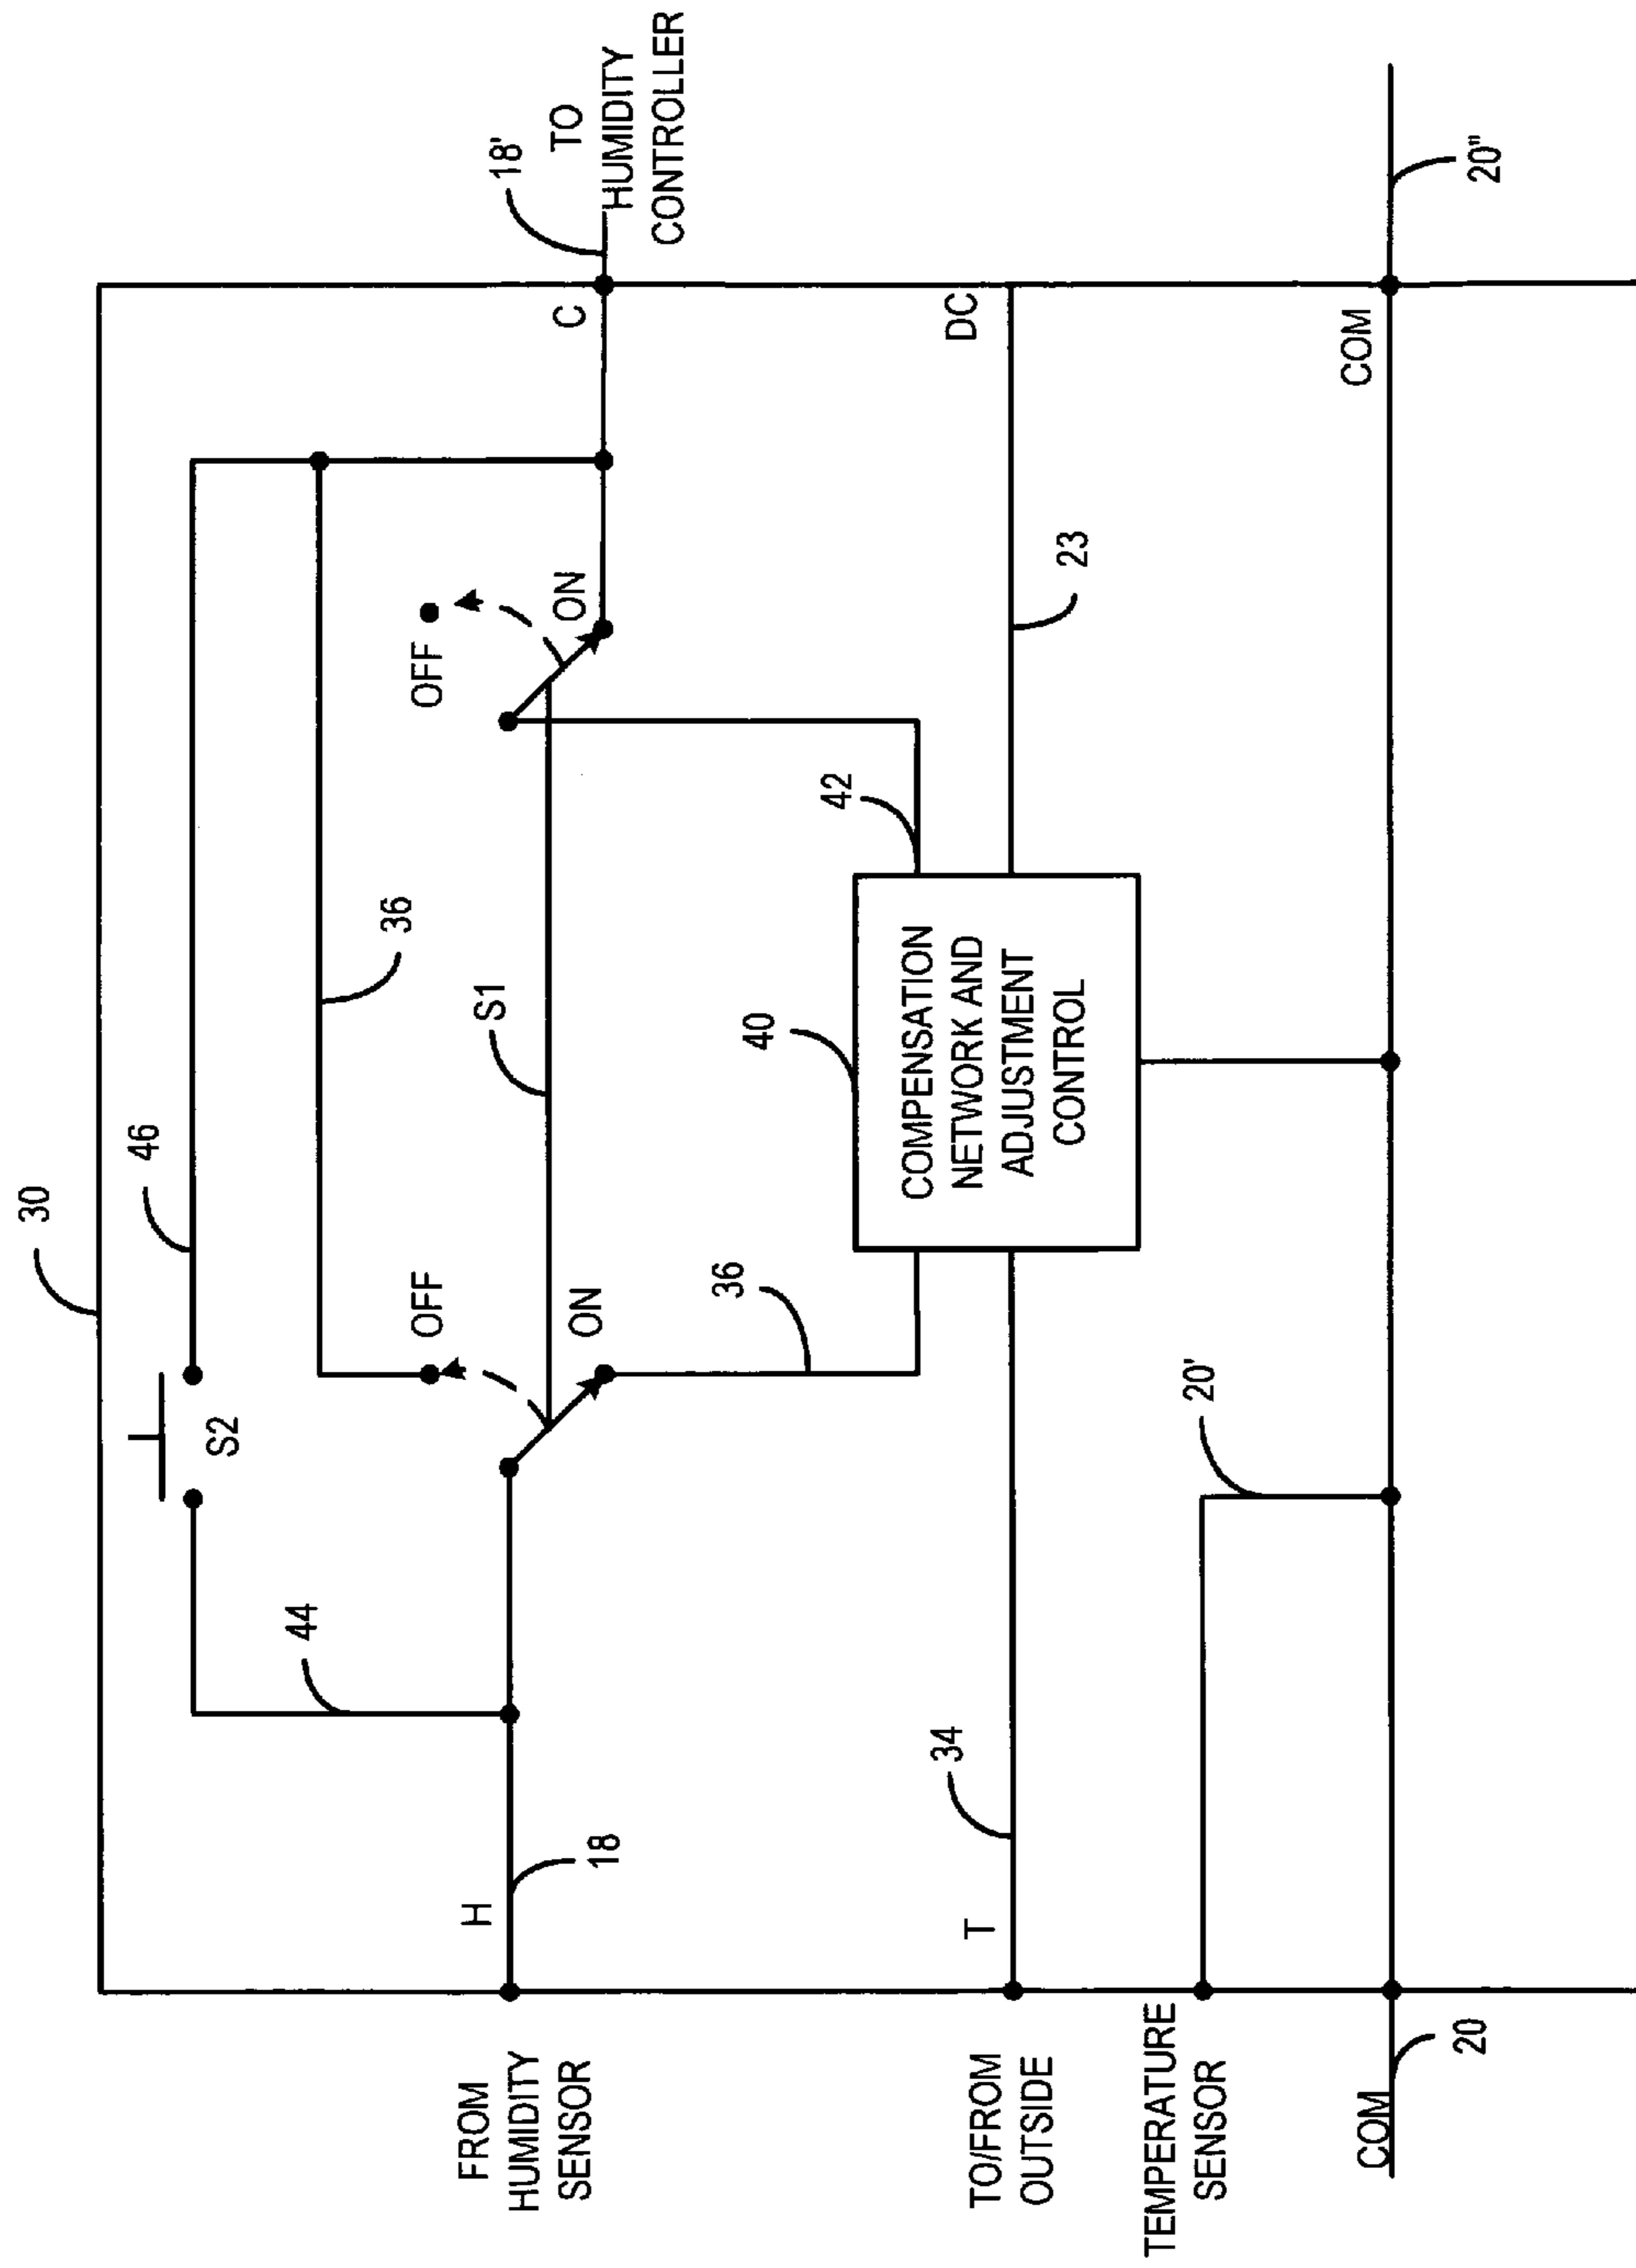 30
46
S2
44
36
OFF
OFF
18'
TO
HUMIDITY
CONTROLLER
S1
ON
ON
C
H
18
FROM
HUMIDITY
SENSOR
36
42
40
COMPENSATION
NETWORK AND
ADJUSTMENT
CONTROL
DC
23
T
34
TO/FROM
OUTSIDE
TEMPERATURE
SENSOR
20'
COM
20
COM
20"